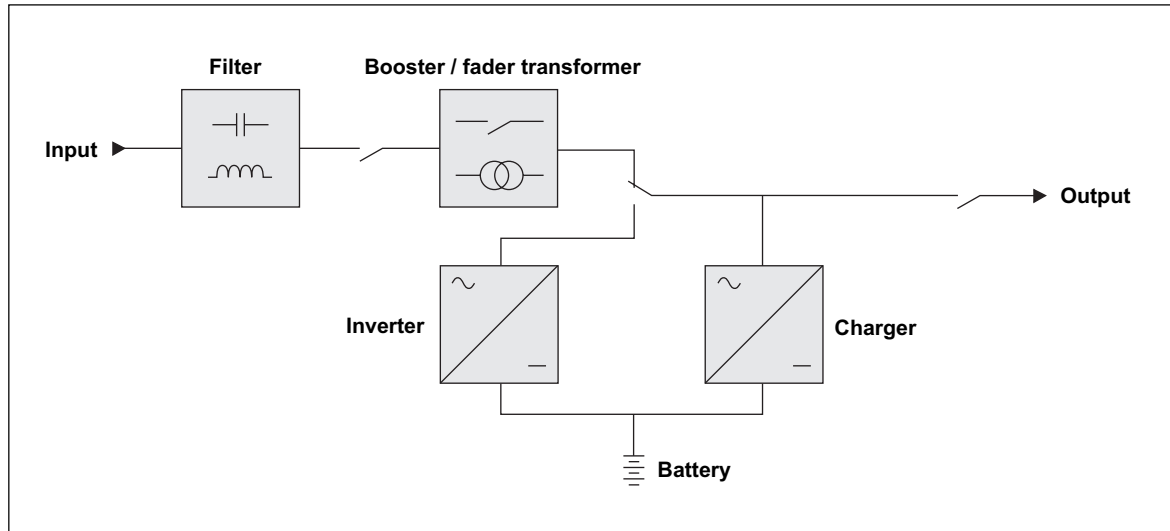 Filter
Booster / fader transformer
Input
Output
Inverter
Charger
Battery